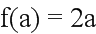 f(a) = 2a